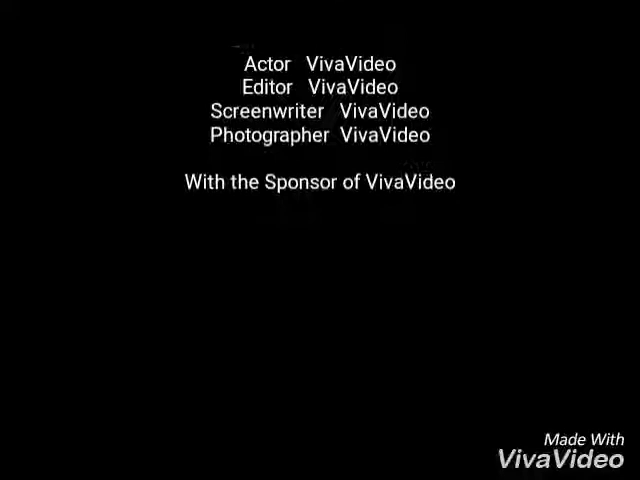 Actor VivaVideo
Editor VivaVideo
Screenwriter VivaVideo
Photographer VivaVideo
With the Sponsor of VivaVideo
Made With
VivaVideo